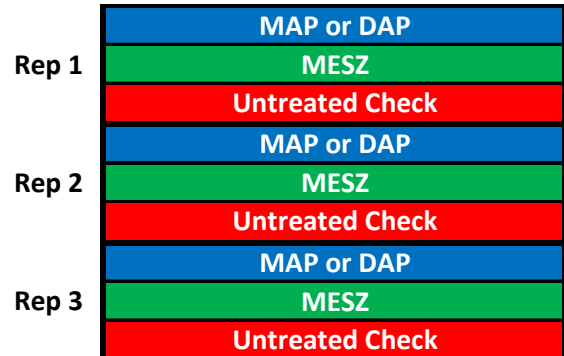 MAP or DAP
Rep 1
MESZ
Untreated Check
MAP or DAP
Rep 2
MESZ
Untreated Check
MAP or DAP
Rep 3
MESZ
Untreated Check